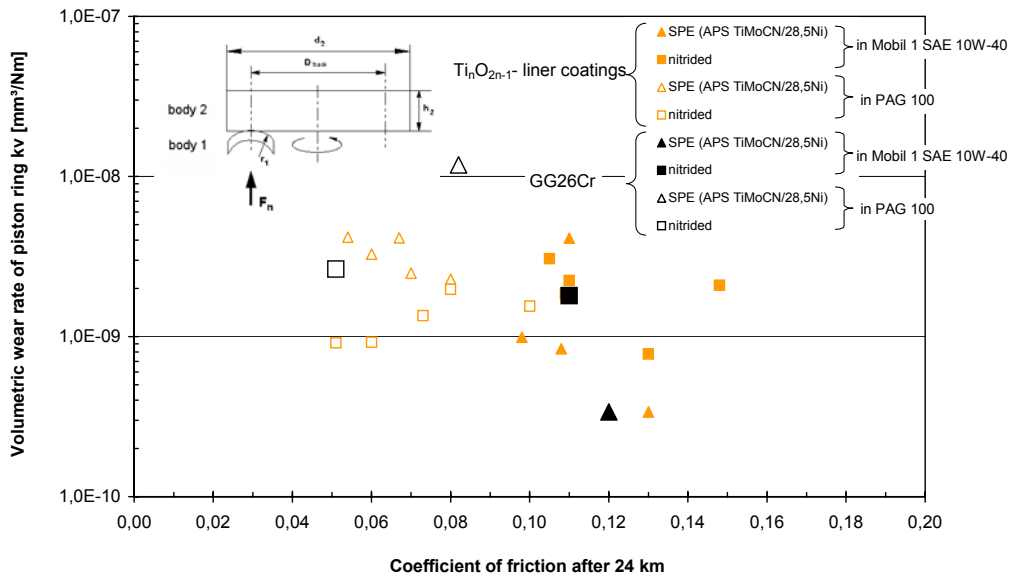 Volumetric wear rate of piston ring kv [mm³/Nm]
1,0E-07
1,0E-08
1,0E-09
1,0E-10
d₂
D track
h₂
body 2
body 1
r₁
Fₙ
TiₙO₂ₙ₋₁- liner coatings
SPE (APS TiMoCN/28,5Ni)
nitrided
in Mobil 1 SAE 10W-40
SPE (APS TiMoCN/28,5Ni)
nitrided
in PAG 100
GG26Cr
SPE (APS TiMoCN/28,5Ni)
nitrided
in Mobil 1 SAE 10W-40
SPE (APS TiMoCN/28,5Ni)
nitrided
in PAG 100
0,00 0,02 0,04 0,06 0,08 0,10 0,12 0,14 0,16 0,18 0,20
Coefficient of friction after 24 km